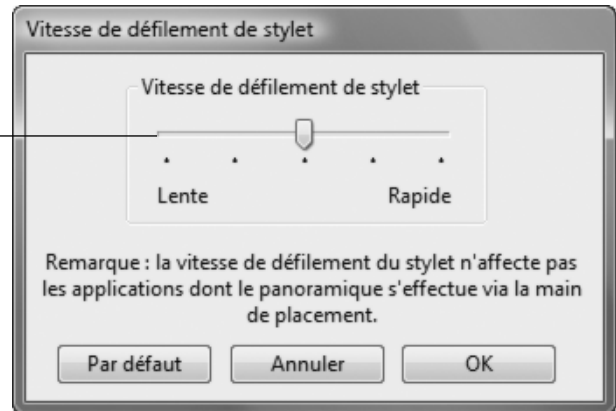 Vitesse de défilement de stylet
Vitesse de défilement de stylet
Lente Rapide
Remarque : la vitesse de défilement du stylet n'affecte pas
les applications dont le panoramique s'effectue via la main
de placement.
Par défaut Annuler OK